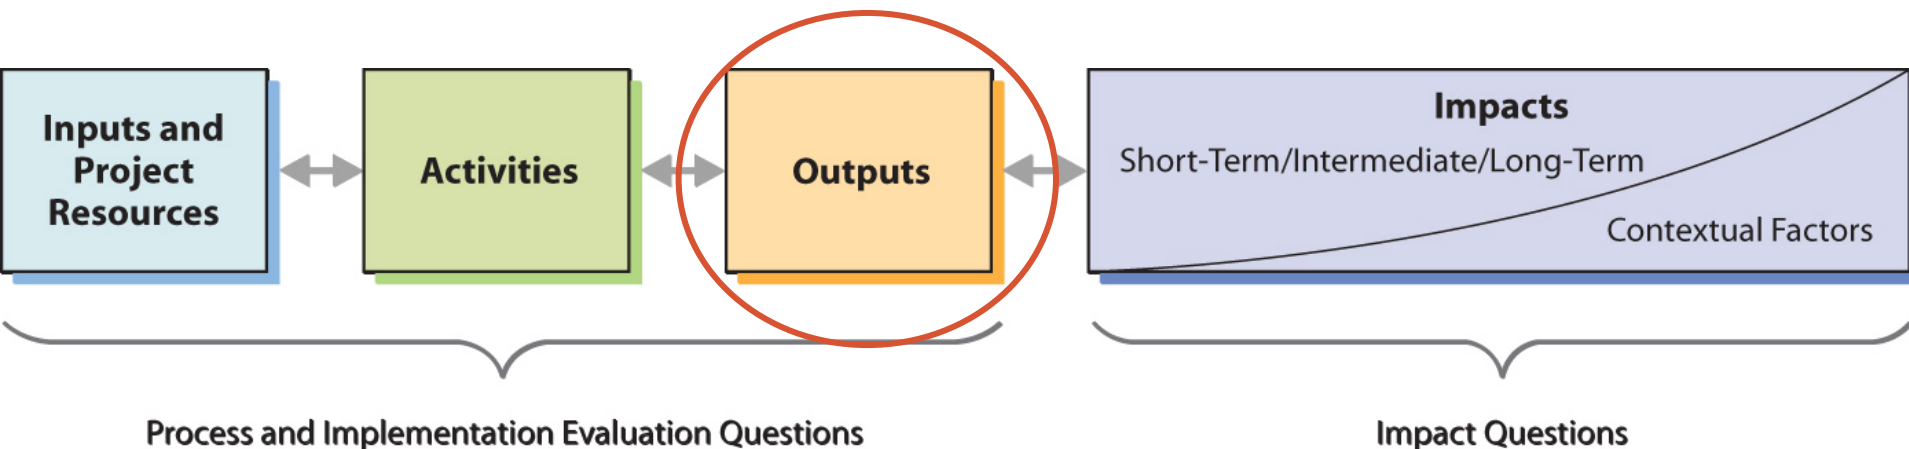 Inputs and
Project
Resources
Activities
Outputs
Impacts
Short-Term/Intermediate/Long-Term
Contextual Factors
Process and Implementation Evaluation Questions
Impact Questions